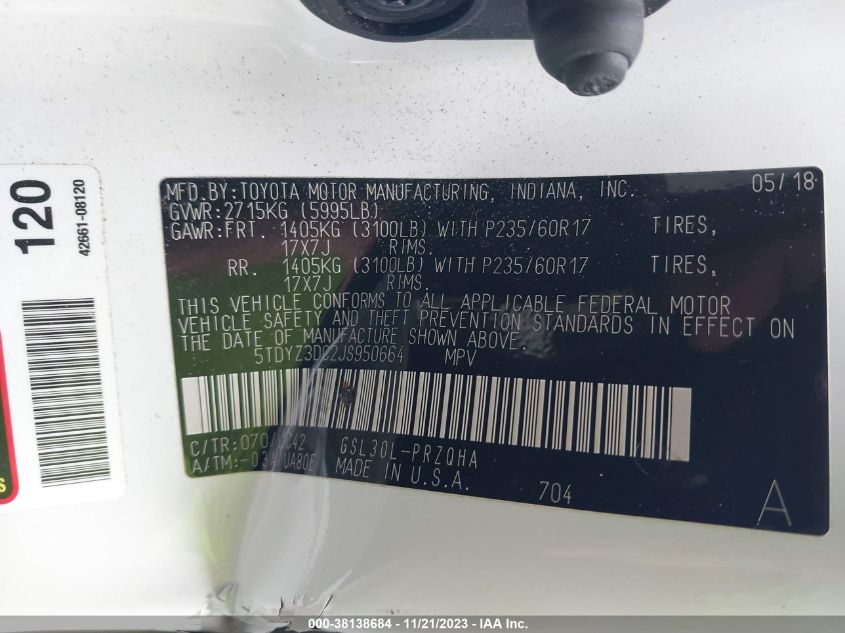 120
42661-08120
MFD.BY:TOYOTA MOTOR MANUFACTURING, INDIANA, INC. 05/18
GVWR:2715KG (5995LB)
GAWR:FRT. 1405KG (3100LB) WITH P235/60R17 TIRES,
17X7J RIMS.
RR. 1405KG (3100LB) WITH P235/60R17 TIRES,
17X7J RIMS.
THIS VEHICLE CONFORMS TO ALL APPLICABLE FEDERAL MOTOR
VEHICLE SAFETY AND THEFT PREVENTION STANDARDS IN EFFECT ON
THE DATE OF MANUFACTURE SHOWN ABOVE.
MPV
C/TR:
GSL30L-PRZQHA
A/TM:
MADE IN U.S.A.
704
A
000-38138684 - 11/21/2023 - IAA Inc.